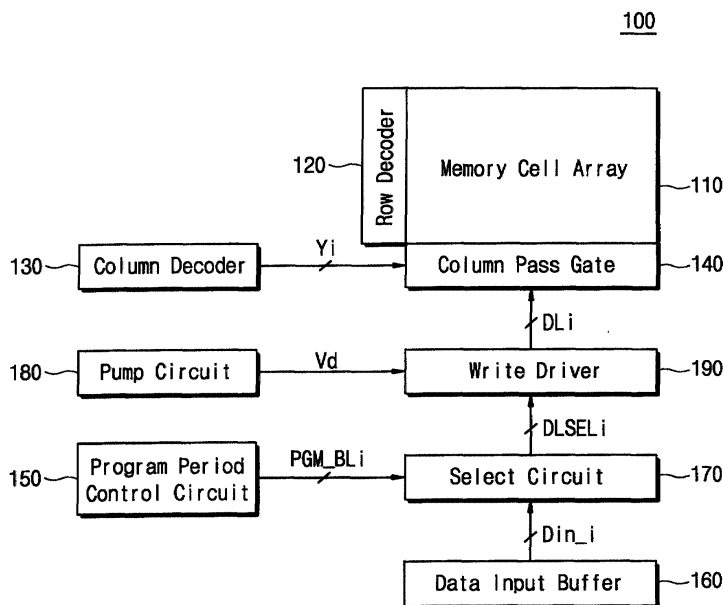 100
Row Decoder
120
Memory Cell Array
110
130
Column Decoder
Yi
Column Pass Gate
140
DLi
180
Pump Circuit
Vd
Write Driver
190
DLSELi
150
Program Period
Control Circuit
PGM_BLi
Select Circuit
170
Din_i
Data Input Buffer
160